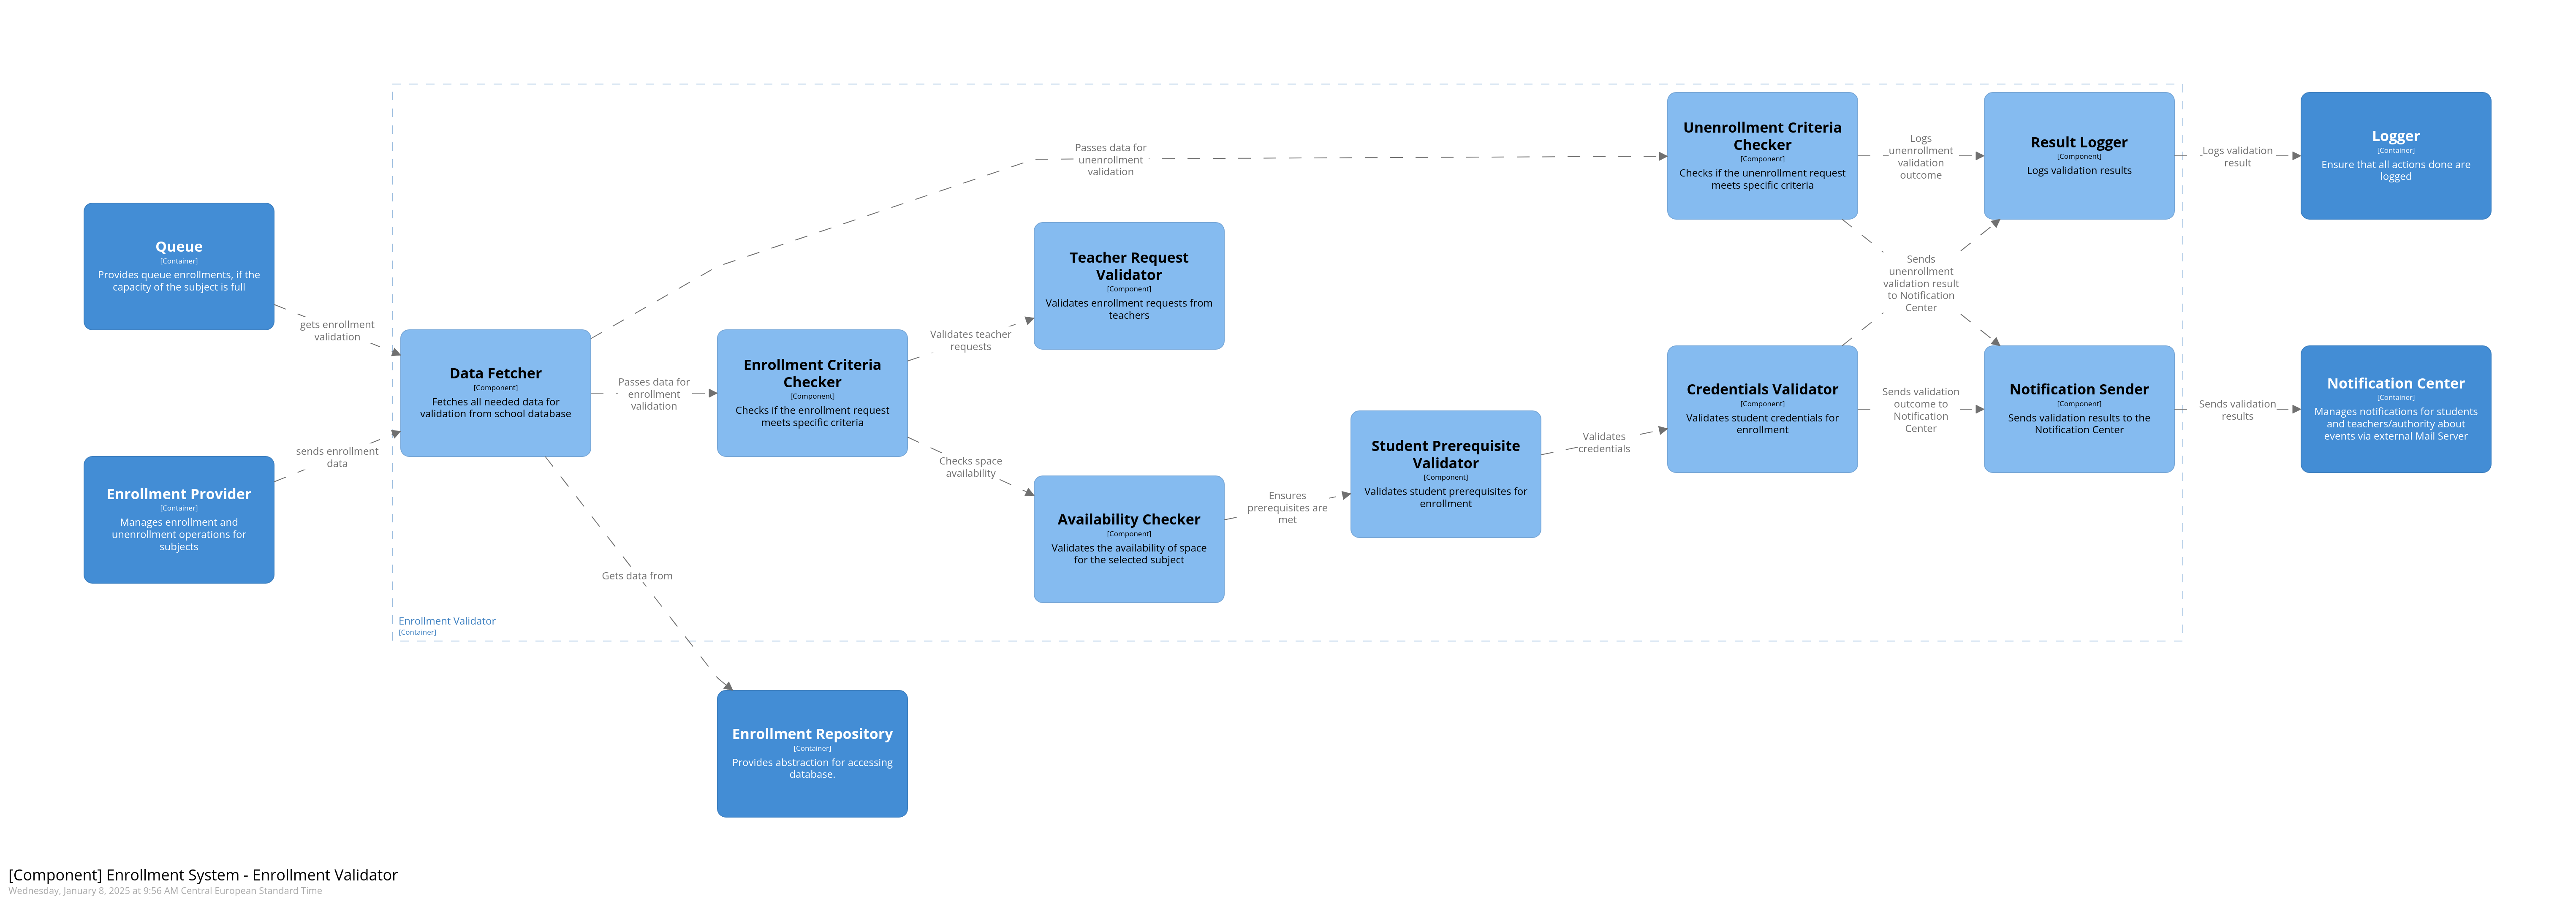 Queue
[Container]
Provides queue enrollments, if the
capacity of the subject is full
gets enrollment
validation
Enrollment Provider
[Container]
Manages enrollment and
unenrollment operations for
subjects
sends enrollment
data
Data Fetcher
[Component]
Fetches all needed data for
validation from school database
Passes data for
unenrollment
validation
Passes data for
enrollment
validation
Gets data from
Enrollment Criteria
Checker
[Component]
Checks if the enrollment request
meets specific criteria
Validates teacher
requests
Checks space
availability
Teacher Request
Validator
[Component]
Validates enrollment requests from
teachers
Availability Checker
[Component]
Validates the availability of space
for the selected subject
Ensures
prerequisites are
met
Student Prerequisite
Validator
[Component]
Validates student prerequisites for
enrollment
Validates
credentials
Unenrollment Criteria
Checker
[Component]
Checks if the unenrollment request
meets specific criteria
Logs
unenrollment
validation
outcome
Sends
unenrollment
validation result
to Notification
Center
Credentials Validator
[Component]
Validates student credentials for
enrollment
Sends validation
outcome to
Notification
Center
Result Logger
[Component]
Logs validation results
Logs validation
result
Notification Sender
[Component]
Sends validation results to the
Notification Center
Sends validation
results
Logger
[Container]
Ensure that all actions done are
logged
Notification Center
[Container]
Manages notifications for students
and teachers/authority about
events via external Mail Server
Enrollment Validator
[Container]
Enrollment Repository
[Container]
Provides abstraction for accessing
database.
[Component] Enrollment System - Enrollment Validator
Wednesday, January 8, 2025 at 9:56 AM Central European Standard Time